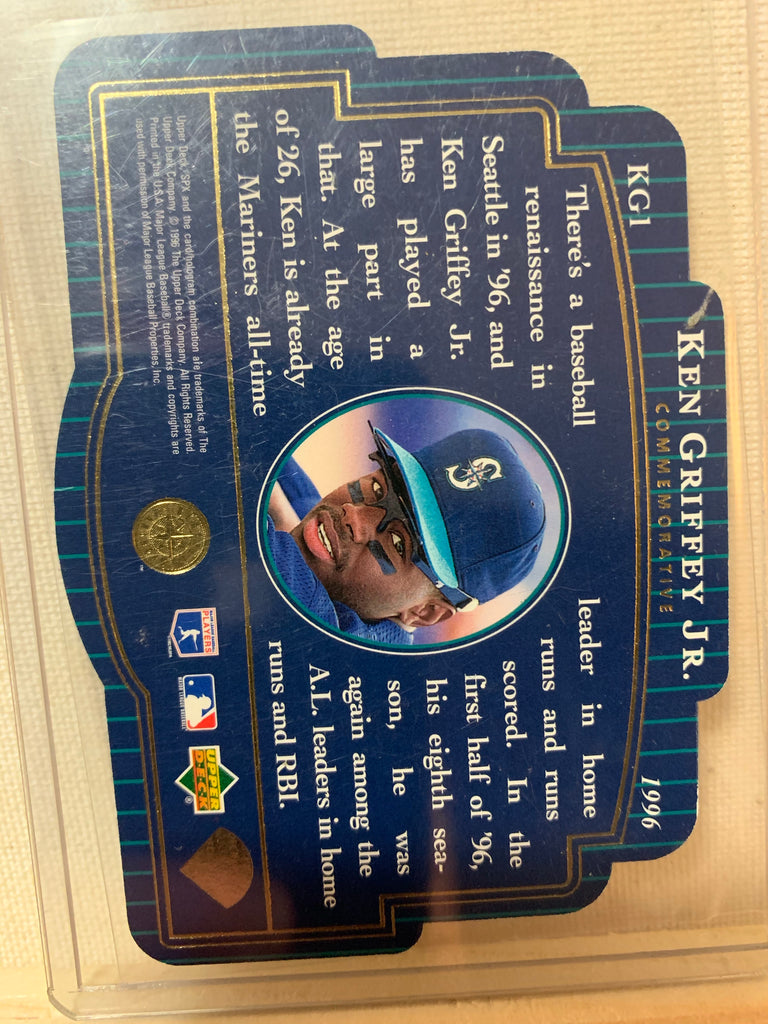 KG1
KEN GRIFFEY JR.
1996
COMMEMORATIVE
There's a baseball
renaissance in
Seattle in '96, and
Ken Griffey Jr.
has played a
large part in
that. At the age
of 26, Ken is already
the Mariners all-time
leader in home
runs and runs
scored. In the
first half of '96,
his eighth sea-
son, he was
again among the
A.L. leaders in home
runs and RBI.
S
Upper Deck, SPX and the card/hologram combination are trademarks of The
Upper Deck Company. © 1996 The Upper Deck Company. All Rights Reserved.
Printed in the U.S.A. Major League Baseball® trademarks and copyrights are
used with permission of Major League Baseball Properties, Inc.
™
PLAYERS
UPPER
D.E.C.K
®